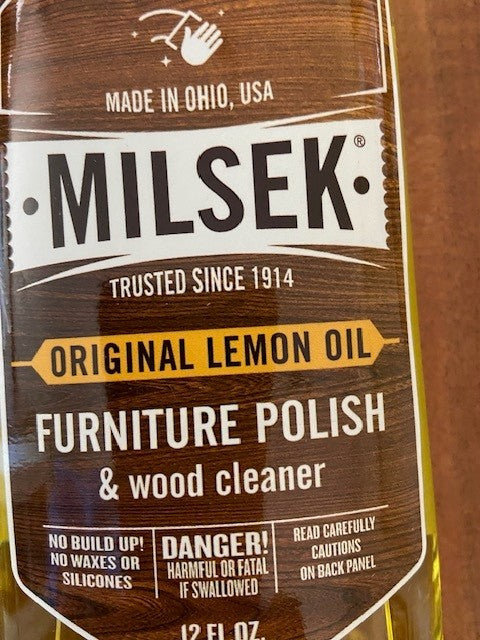 MADE IN OHIO, USA
• MILSEK® •
TRUSTED SINCE 1914
ORIGINAL LEMON OIL
FURNITURE POLISH
& wood cleaner
NO BUILD UP!
NO WAXES OR
SILICONES
DANGER!
HARMFUL OR FATAL
IF SWALLOWED
READ CAREFULLY
CAUTIONS
ON BACK PANEL
12 FL OZ.